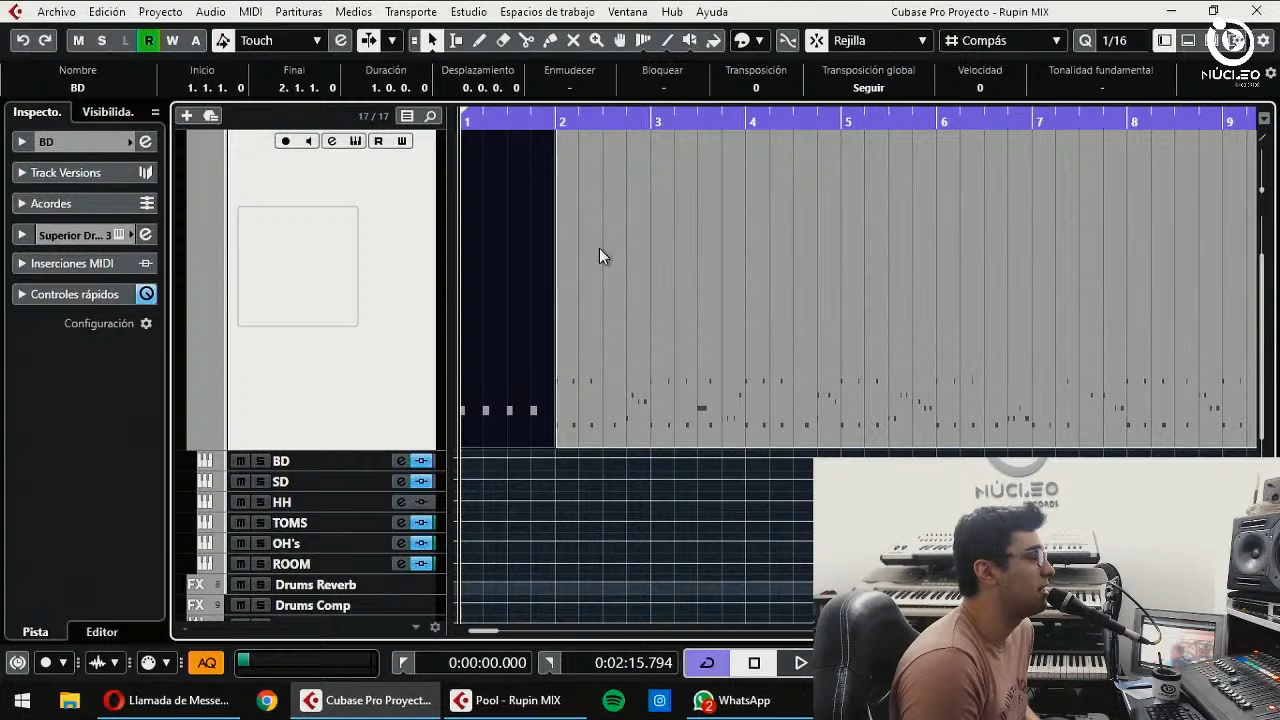 Archivo Edición Proyecto Audio MIDI Partituras Medios Transporte Estudio Espacios de trabajo Ventana Hub Ayuda Cubase Pro Proyecto - Rupin MIX
M S L R W A Touch Rejilla Compás Q 1/16
NÚCLEO
Nombre Inicio Final Duración Desplazamiento Enmudecer Bloquear Transposición Transposición global Velocidad Tonalidad fundamental
BD 1. 1. 1. 0 2. 1. 1. 0 1. 0. 0. 0 0. 0. 0. 0 - - 0 Seguir 0 -
Inspecto. Visibilida. 17 / 17
1 2 3 4 5 6 7 8 9
BD
R
Track Versions
Acordes
Superior Dr... 3
Inserciones MIDI
Controles rápidos
Configuración
m S BD
m S SD
m S HH
m S TOMS
m S OH's
m S ROOM
FX 8 Drums Reverb
FX 9 Drums Comp
NÚCLEO
Pista Editor
AQ 0:00:00.000 0:02:15.794
Llamada de Messe... Cubase Pro Proyect... Pool - Rupin MIX 2 WhatsApp